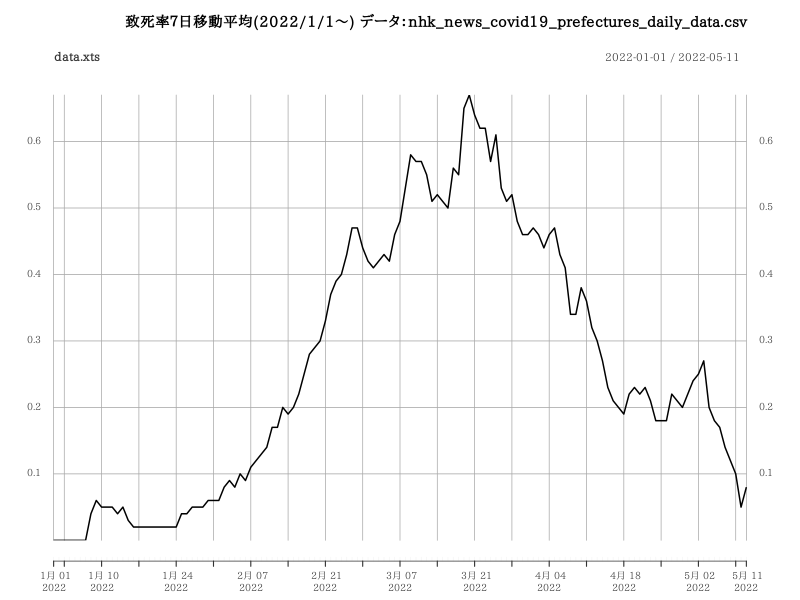 致死率7日移動平均(2022/1/1〜) データ:nhk_news_covid19_prefectures_daily_data.csv
data.xts 2022-01-01 / 2022-05-11
0.6 0.6
0.5 0.5
0.4 0.4
0.3 0.3
0.2 0.2
0.1 0.1
1月 01 1月 10 1月 24 2月 07 2月 21 3月 07 3月 21 4月 04 4月 18 5月 02 5月 11
2022 2022 2022 2022 2022 2022 2022 2022 2022 2022 2022